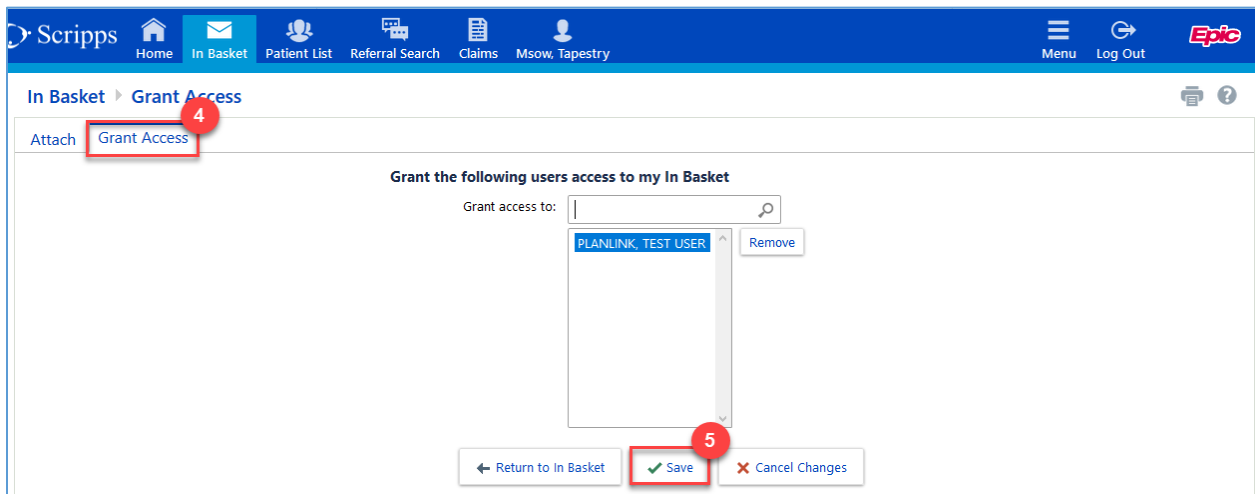 Scripps
Home In Basket Patient List Referral Search Claims Msow, Tapestry Menu Log Out Epic
In Basket Grant Access
4
Attach Grant Access
Grant the following users access to my In Basket
Grant access to:
PLANLINK, TEST USER Remove
5
Return to In Basket Save Cancel Changes